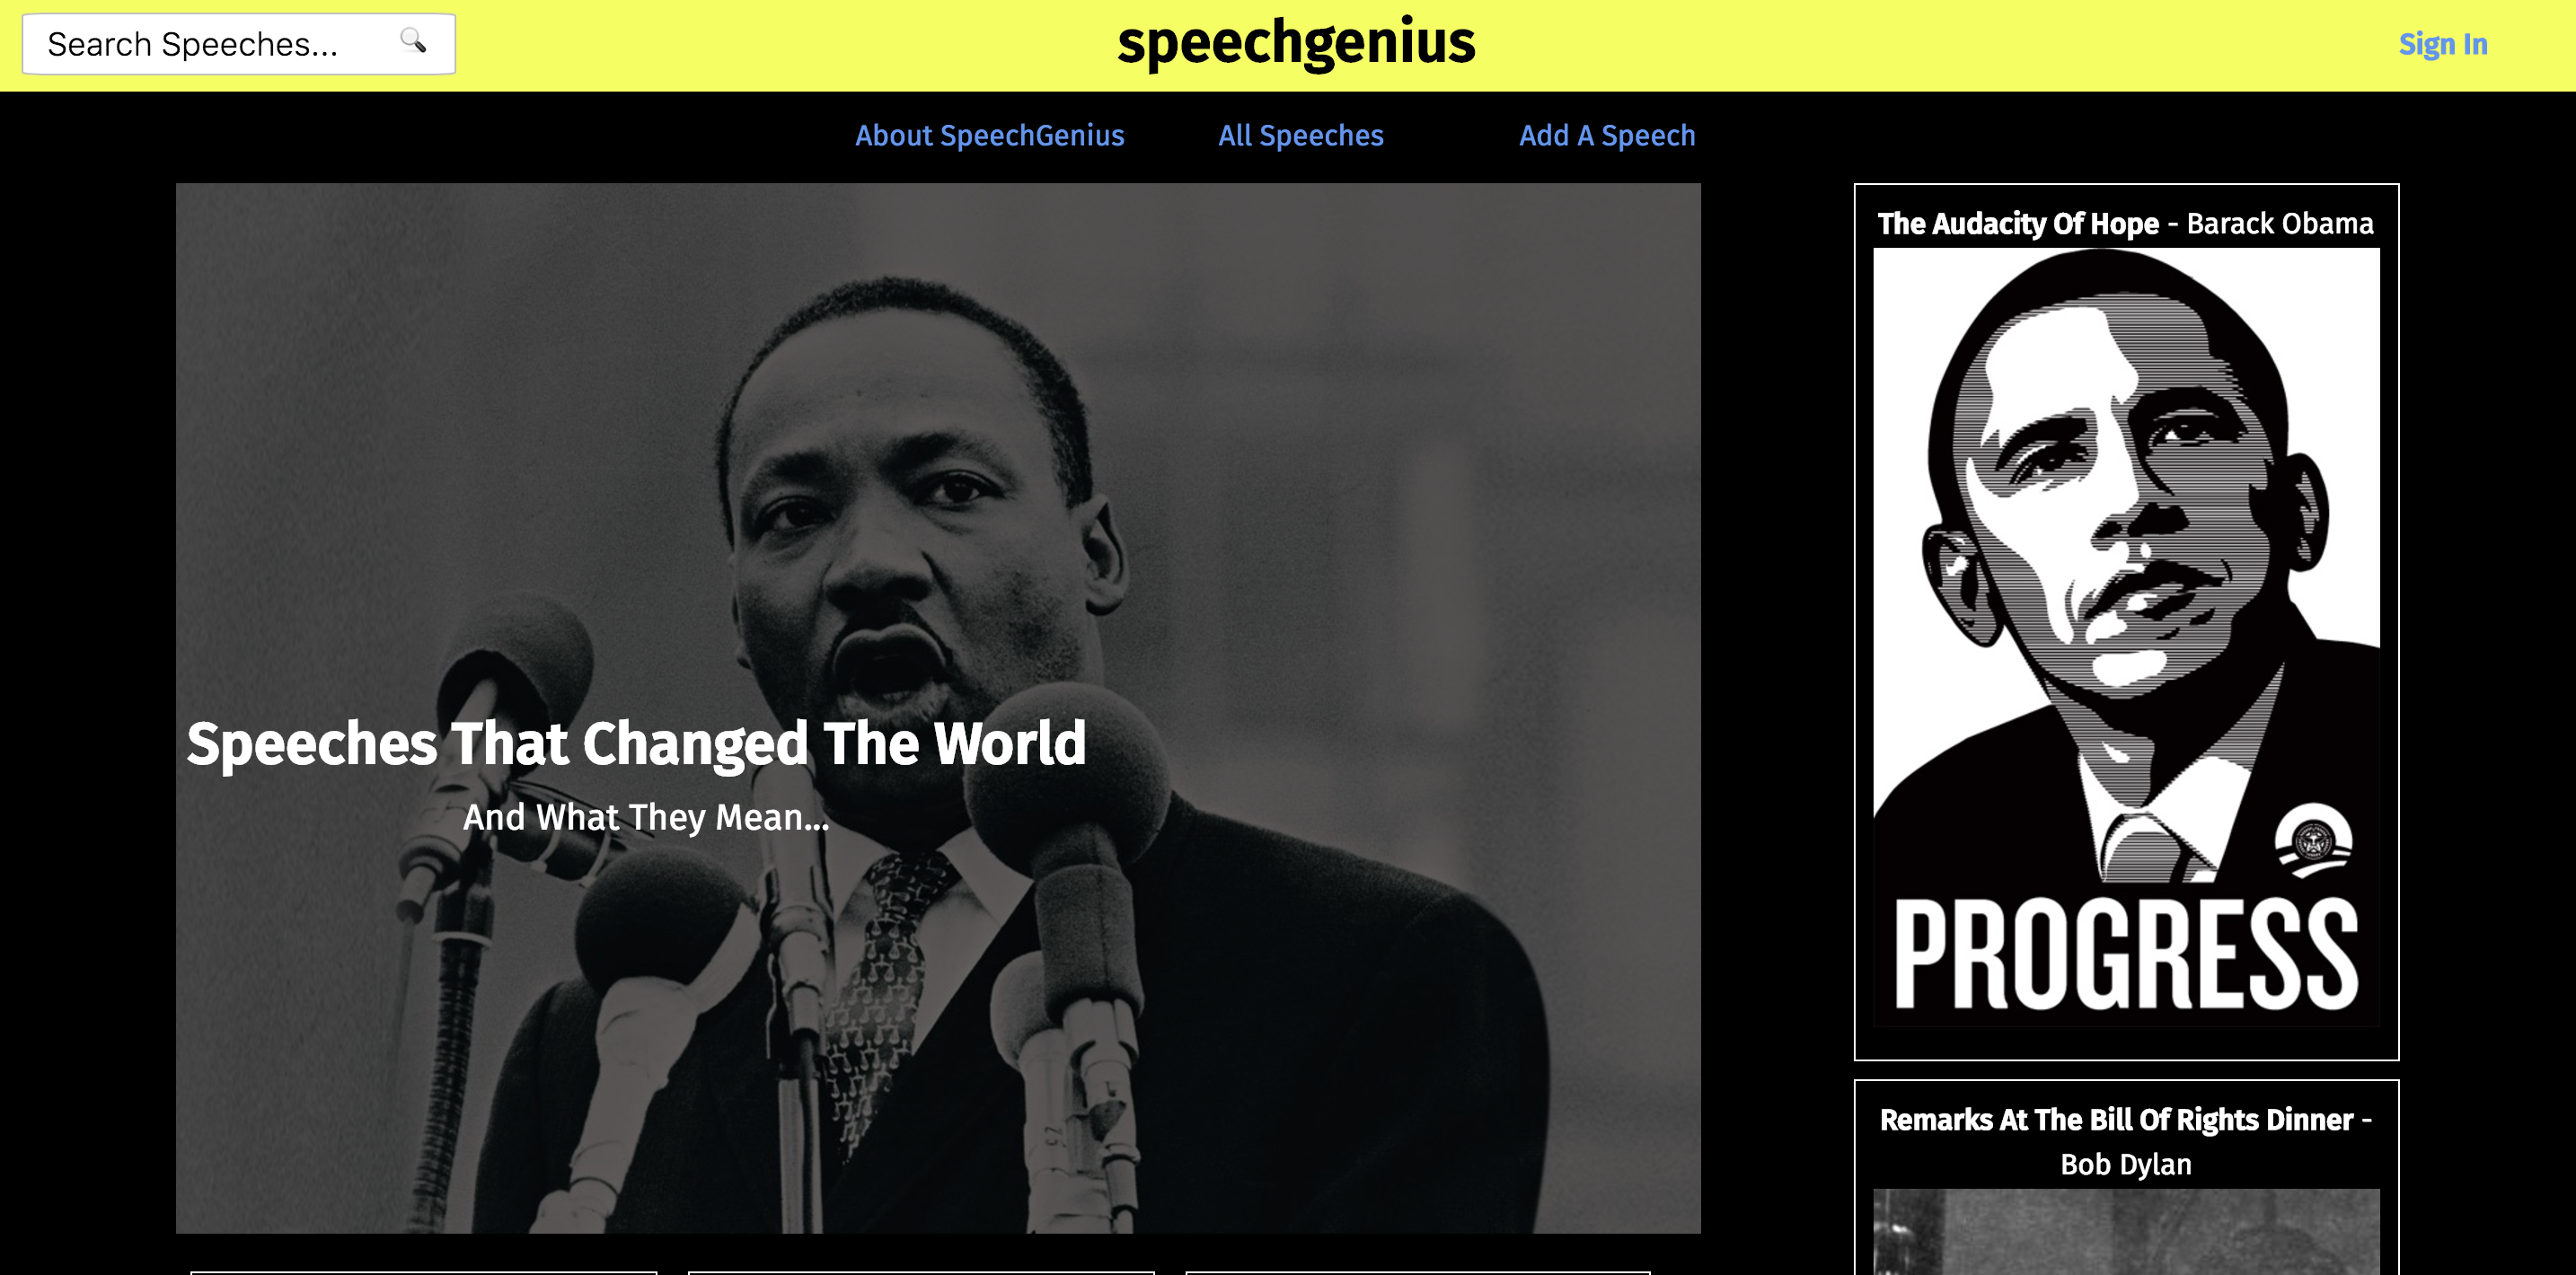 Search Speeches...
speechgenius
Sign In
About SpeechGenius
All Speeches
Add A Speech
Speeches That Changed The World
And What They Mean...
The Audacity Of Hope - Barack Obama
PROGRESS
Remarks At The Bill Of Rights Dinner -
Bob Dylan